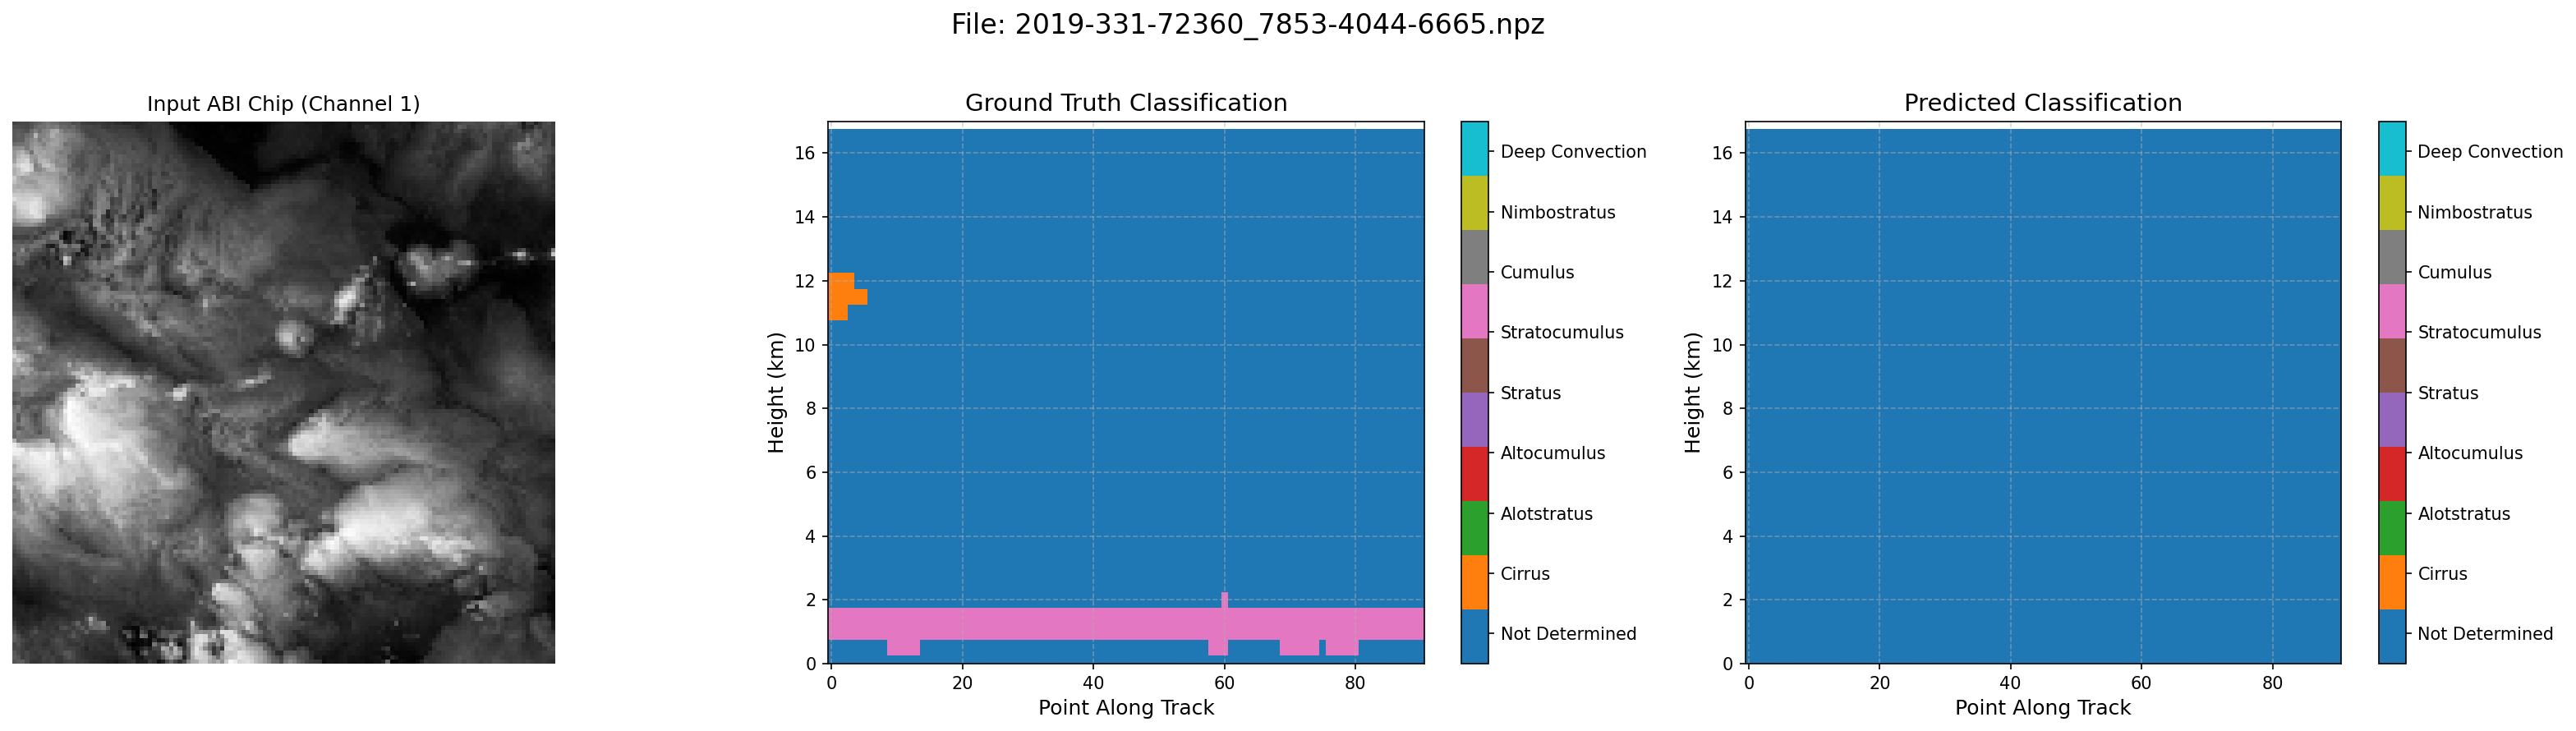 File: 2019-331-72360_7853-4044-6665.npz
Input ABI Chip (Channel 1)
Ground Truth Classification
Height (km)
16
14
12
10
8
6
4
2
0
0 20 40 60 80
Point Along Track
Deep Convection
Nimbostratus
Cumulus
Stratocumulus
Stratus
Altocumulus
Alotstratus
Cirrus
Not Determined
Predicted Classification
Height (km)
16
14
12
10
8
6
4
2
0
0 20 40 60 80
Point Along Track
Deep Convection
Nimbostratus
Cumulus
Stratocumulus
Stratus
Altocumulus
Alotstratus
Cirrus
Not Determined